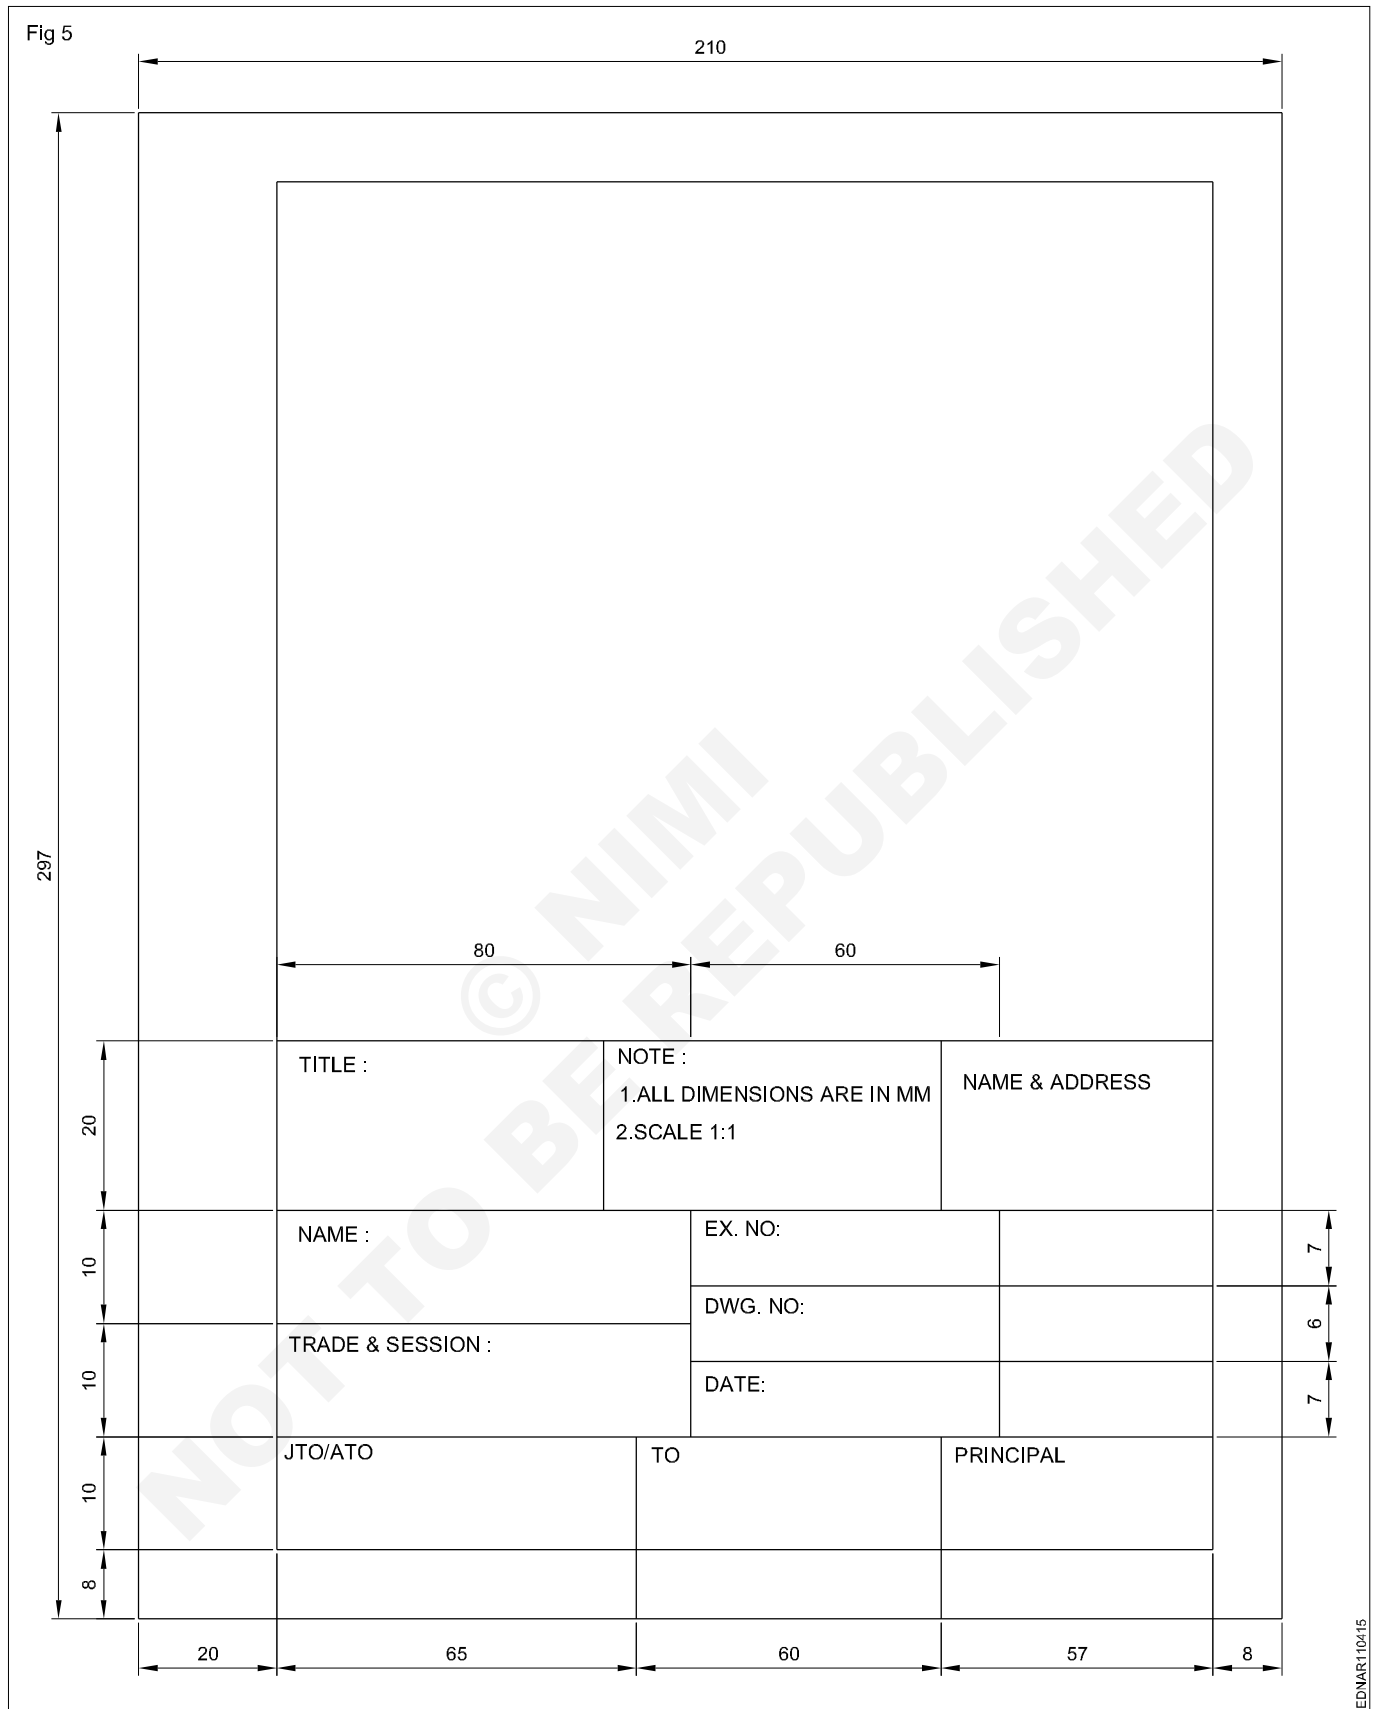 Fig 5
210
297
80
60
TITLE :
NOTE :
1.ALL DIMENSIONS ARE IN MM
2.SCALE 1:1
NAME & ADDRESS
20
NAME :
EX. NO:
10
7
DWG. NO:
6
TRADE & SESSION :
10
DATE:
7
JTO/ATO
TO
PRINCIPAL
10
8
20
65
60
57
8
EDNAR110415
© NIMI
NOT TO BE REPUBLISHED